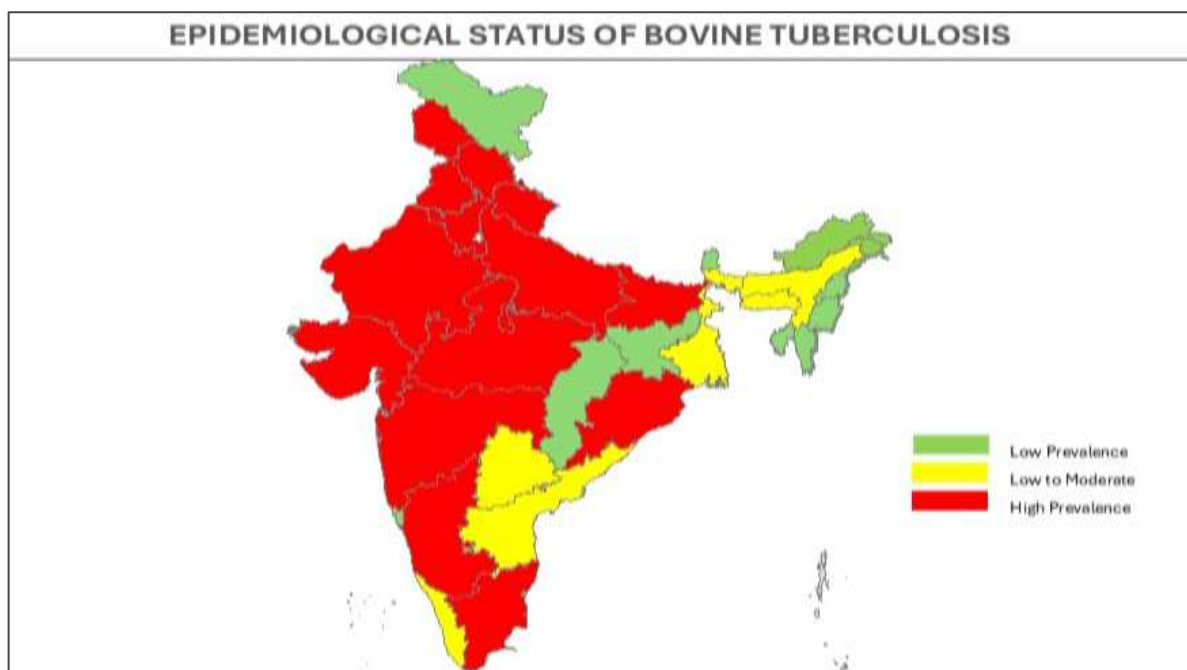 EPIDEMIOLOGICAL STATUS OF BOVINE TUBERCULOSIS
Low Prevalence
Low to Moderate
High Prevalence